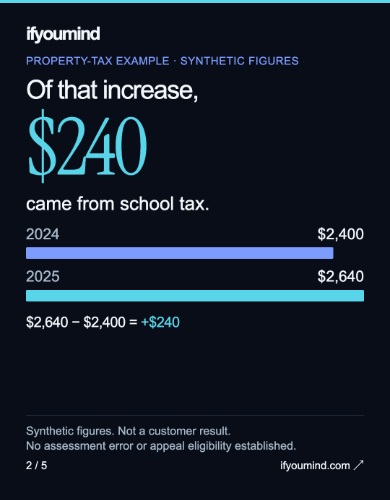 ifyoumind
PROPERTY-TAX EXAMPLE · SYNTHETIC FIGURES
Of that increase,
$240
came from school tax.
2024 $2,400
2025 $2,640
$2,640 − $2,400 = +$240
Synthetic figures. Not a customer result.
No assessment error or appeal eligibility established.
2 / 5 ifyoumind.com ↗